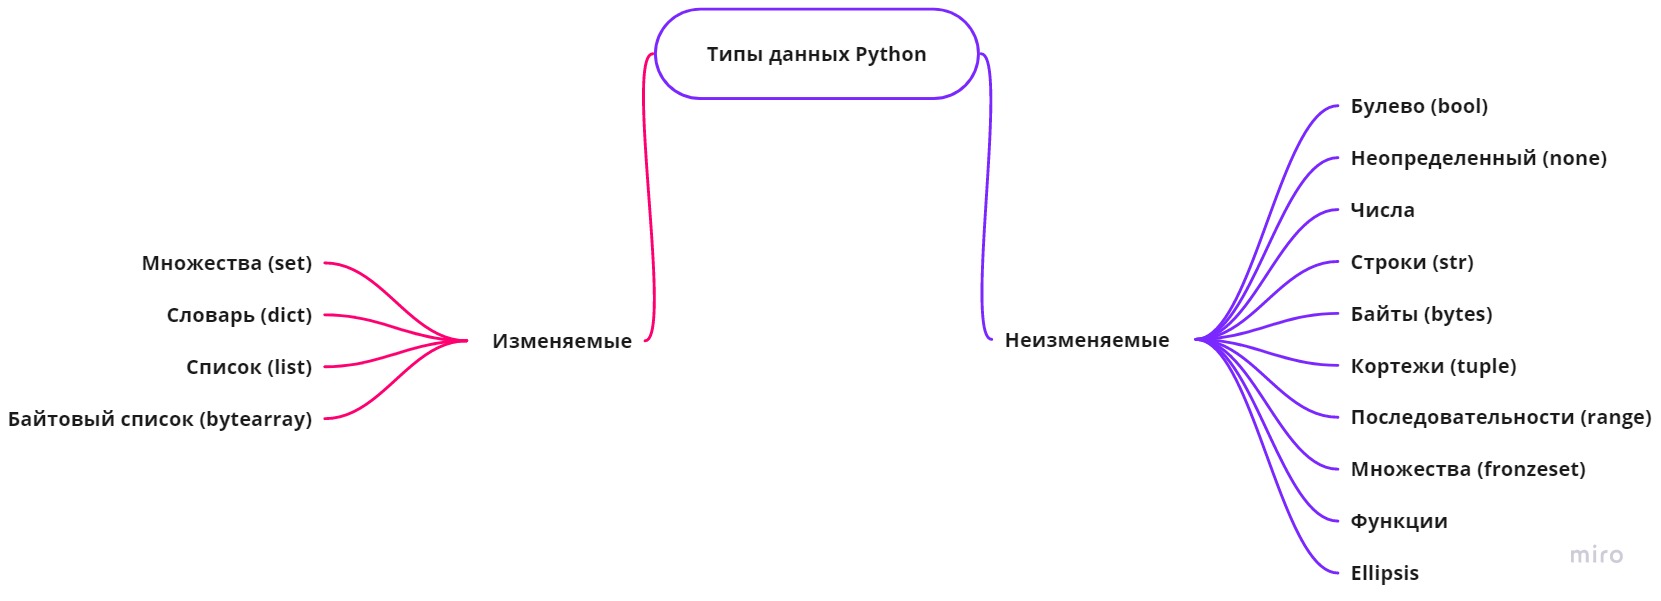 Типы данных Python
Изменяемые
Множества (set)
Словарь (dict)
Список (list)
Байтовый список (bytearray)
Неизменяемые
Булево (bool)
Неопределенный (none)
Числа
Строки (str)
Байты (bytes)
Кортежи (tuple)
Последовательности (range)
Множества (fronzeset)
Функции
Ellipsis
miro